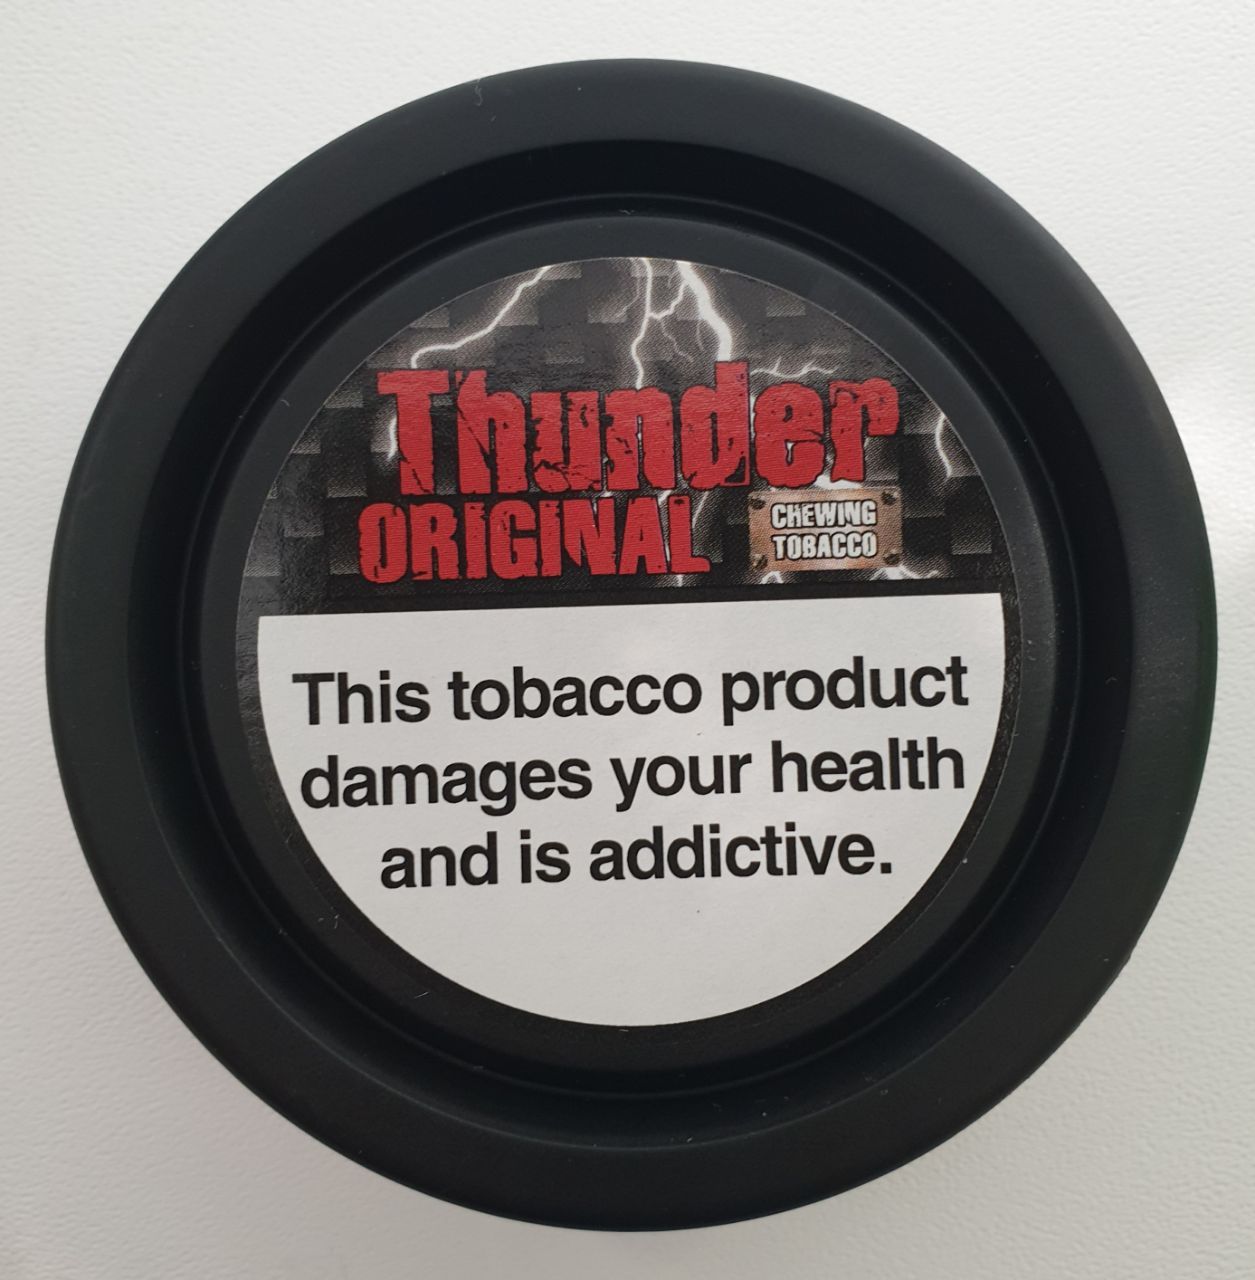 Thunder
ORIGINAL
CHEWING
TOBACCO
This tobacco product
damages your health
and is addictive.